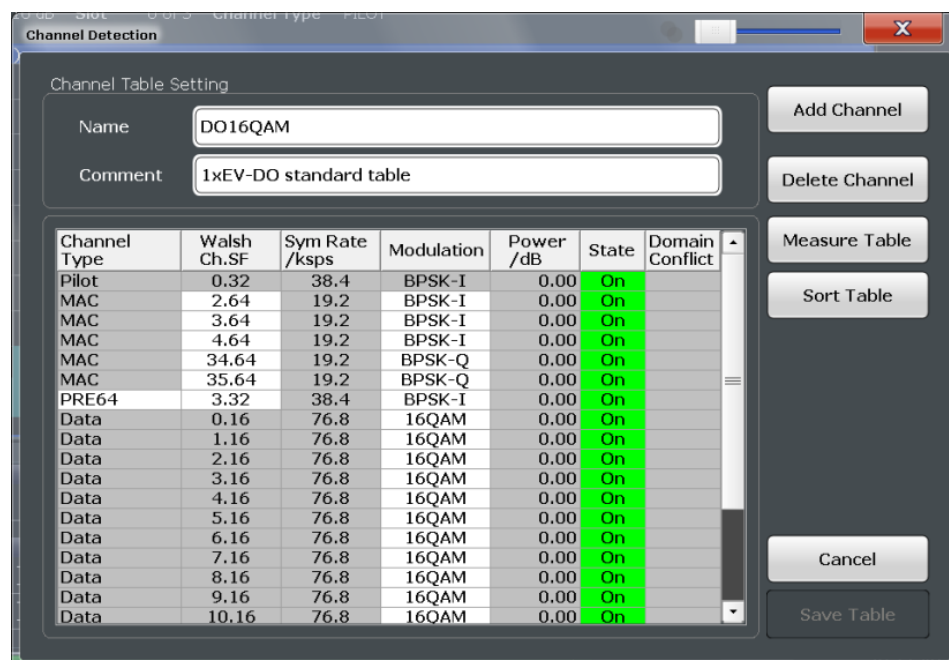 Slot
Channel Type PILOT
Channel Detection
Channel Table Setting
Name DO16QAM
Comment 1xEV-DO standard table
Add Channel
Delete Channel
Measure Table
Sort Table
Channel Type Walsh Ch.SF Sym Rate /ksps Modulation Power /dB State Domain Conflict
Pilot 0.32 38.4 BPSK-I 0.00 On
MAC 2.64 19.2 BPSK-I 0.00 On
MAC 3.64 19.2 BPSK-I 0.00 On
MAC 4.64 19.2 BPSK-I 0.00 On
MAC 34.64 19.2 BPSK-Q 0.00 On
MAC 35.64 19.2 BPSK-Q 0.00 On
PRE64 3.32 38.4 BPSK-I 0.00 On
Data 0.16 76.8 16QAM 0.00 On
Data 1.16 76.8 16QAM 0.00 On
Data 2.16 76.8 16QAM 0.00 On
Data 3.16 76.8 16QAM 0.00 On
Data 4.16 76.8 16QAM 0.00 On
Data 5.16 76.8 16QAM 0.00 On
Data 6.16 76.8 16QAM 0.00 On
Data 7.16 76.8 16QAM 0.00 On
Data 8.16 76.8 16QAM 0.00 On
Data 9.16 76.8 16QAM 0.00 On
Data 10.16 76.8 16QAM 0.00 On
Cancel
Save Table